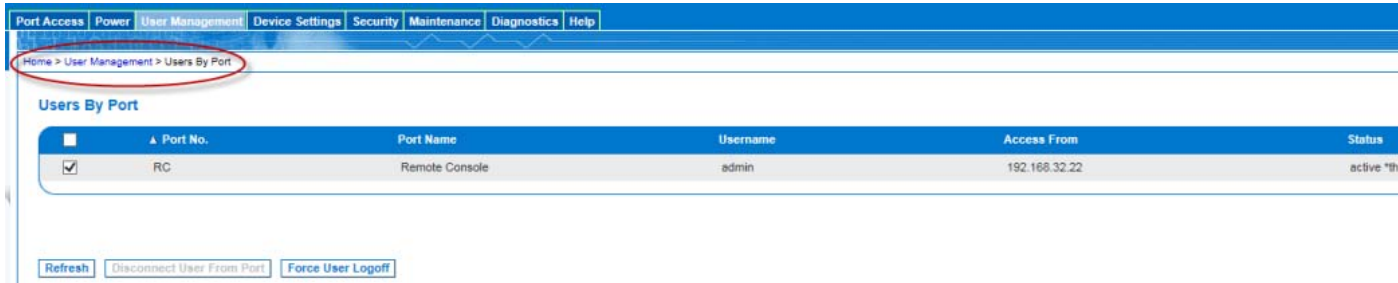 Port Access Power User Management Device Settings Security Maintenance Diagnostics Help
Home > User Management > Users By Port
Users By Port
▲ Port No. Port Name Username Access From Status
RC Remote Console admin 192.168.32.22 active *th
Refresh Disconnect User From Port Force User Logoff